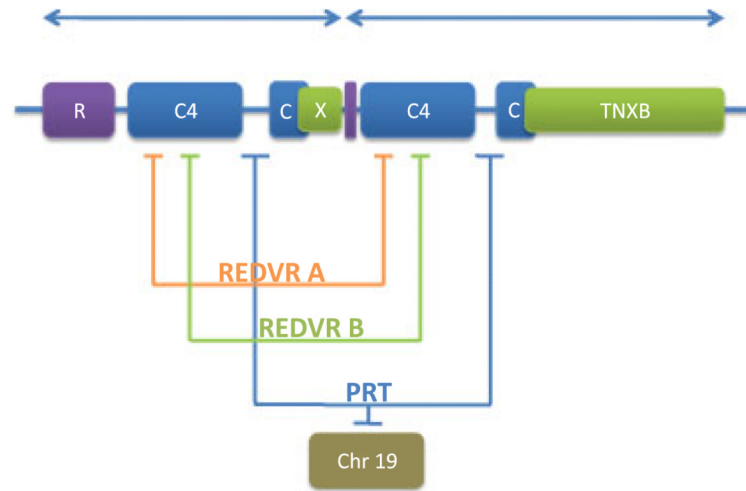 R C4 C X C4 C TNXB
REDVR A
REDVR B
PRT
Chr 19